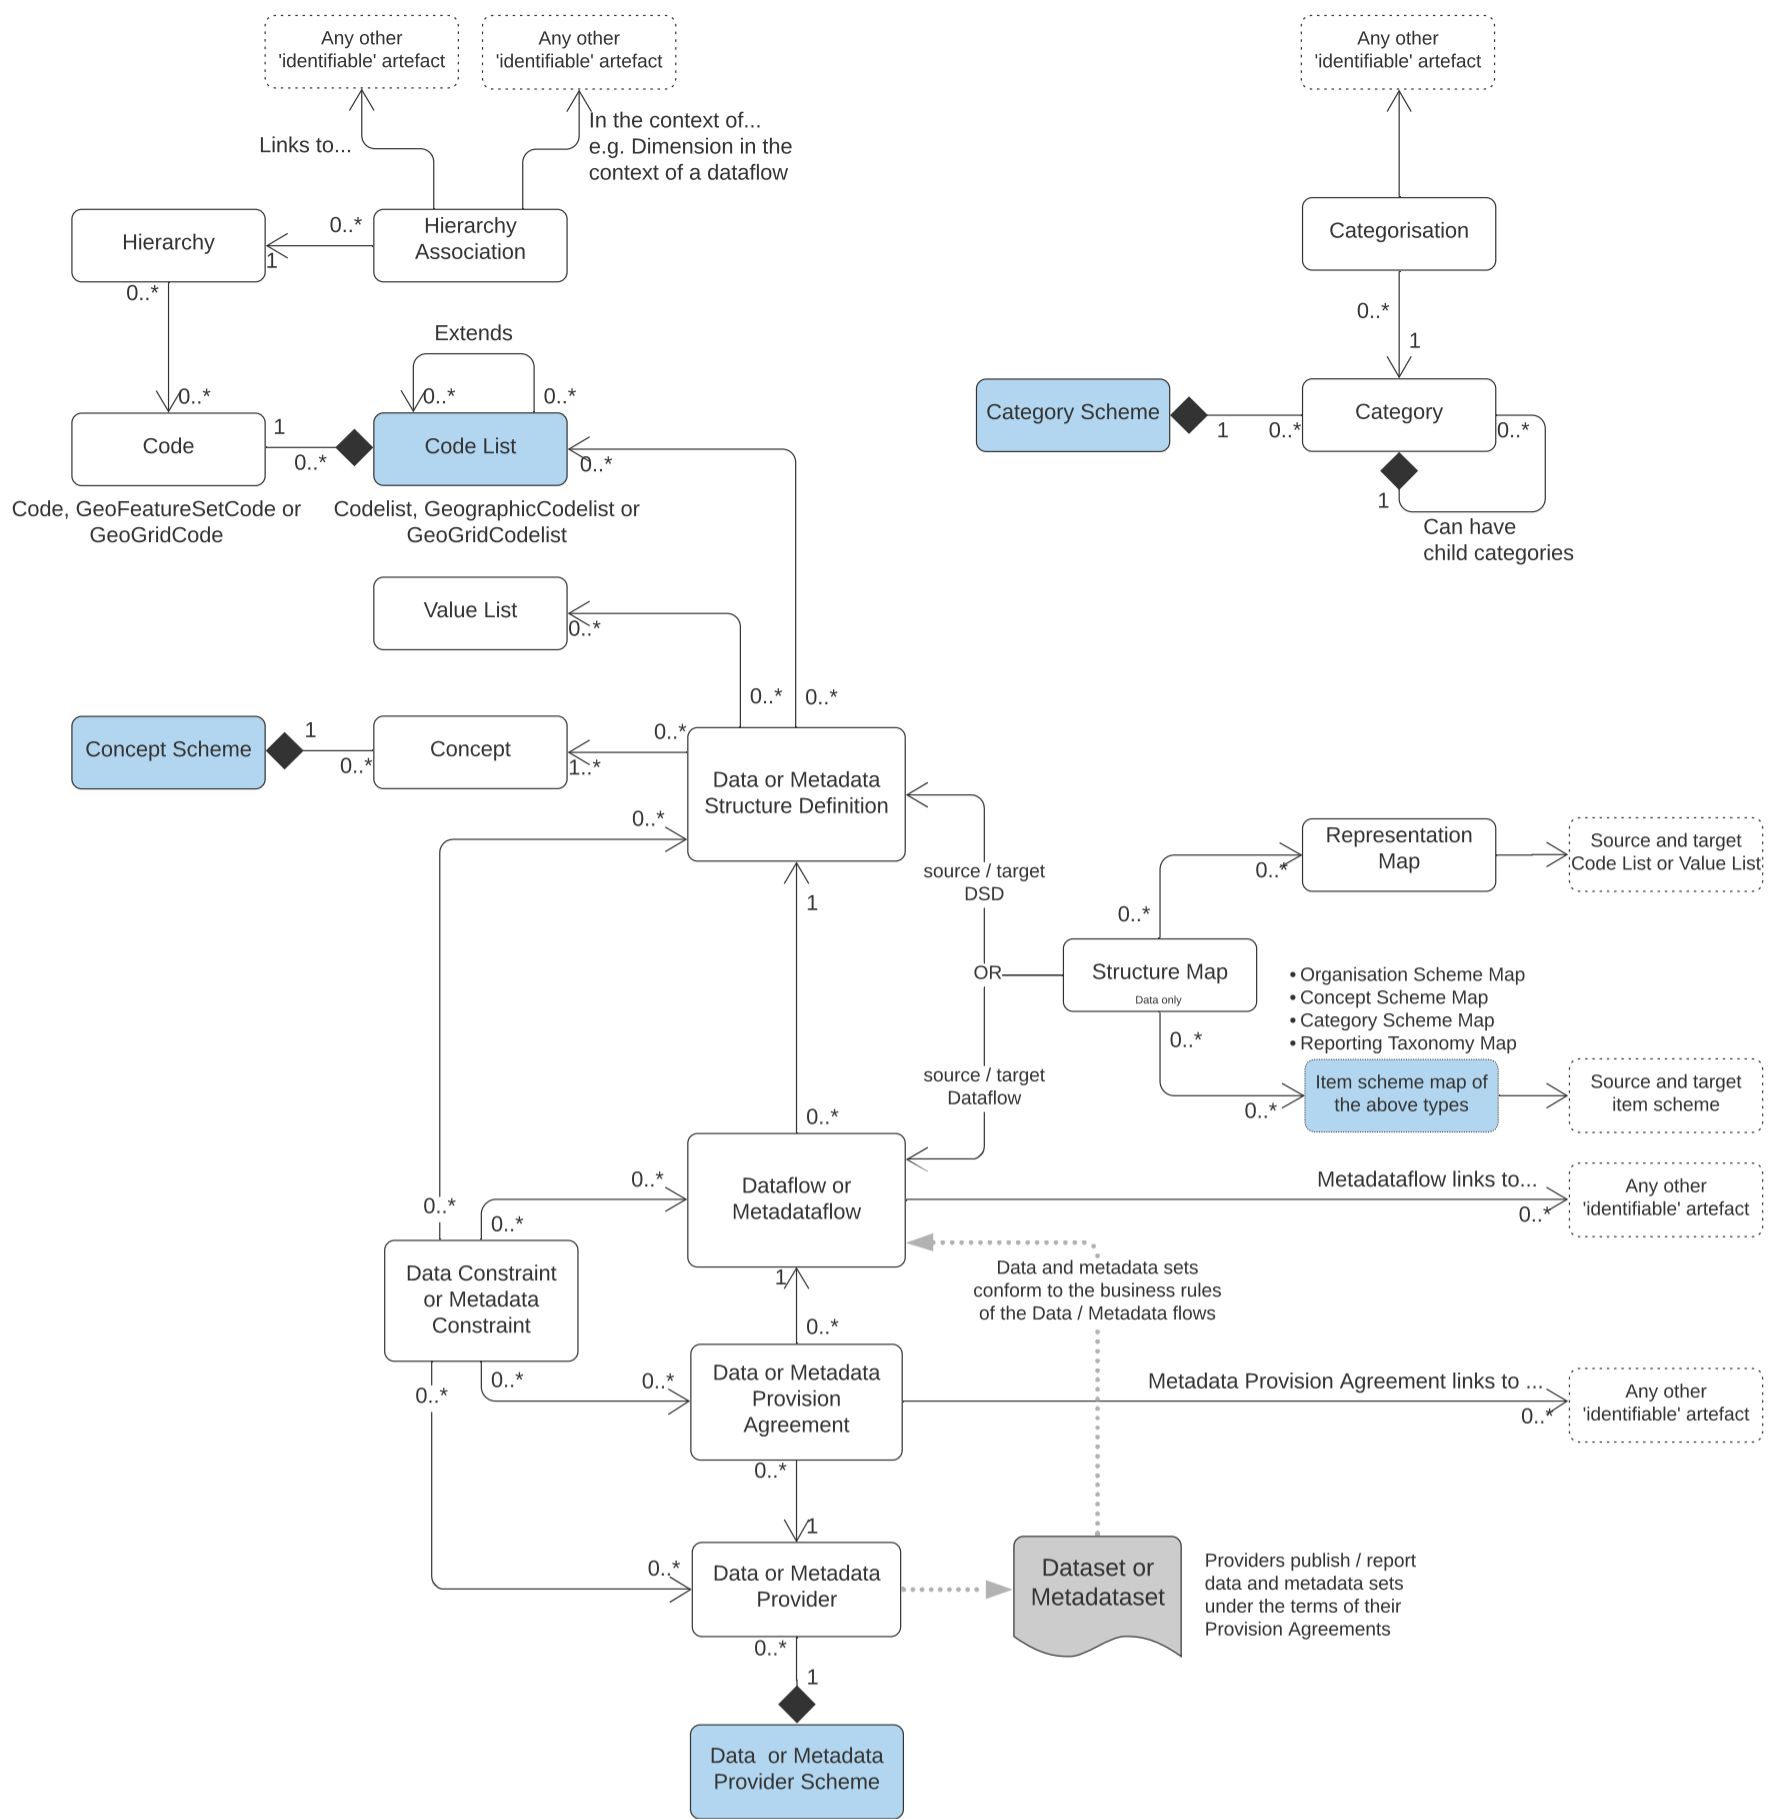 Any other
'identifiable' artefact
Any other
'identifiable' artefact
Any other
'identifiable' artefact
Links to...
In the context of...
e.g. Dimension in the
context of a dataflow
Hierarchy
0..*
1
Hierarchy
Association
Categorisation
0..*
0..*
1
Extends
0..*
0..*
0..*
Code
1
0..*
Code List
0..*
Category Scheme
1
0..*
Category
0..*
1
Can have
child categories
Code, GeoFeatureSetCode or
GeoGridCode
Codelist, GeographicCodelist or
GeoGridCodelist
Value List
0..*
0..*
0..*
Concept Scheme
1
0..*
Concept
1..*
0..*
Data or Metadata
Structure Definition
0..*
1
source / target
DSD
OR
source / target
Dataflow
Structure Map
Data only
0..*
0..*
Representation
Map
Source and target
Code List or Value List
• Organisation Scheme Map
• Concept Scheme Map
• Category Scheme Map
• Reporting Taxonomy Map
0..*
0..*
Item scheme map of
the above types
Source and target
item scheme
0..*
Dataflow or
Metadataflow
0..*
0..*
0..*
Metadataflow links to...
0..*
Any other
'identifiable' artefact
Data Constraint
or Metadata
Constraint
Data and metadata sets
conform to the business rules
of the Data / Metadata flows
1
0..*
0..*
0..*
0..*
Data or Metadata
Provision
Agreement
Metadata Provision Agreement links to ...
0..*
Any other
'identifiable' artefact
0..*
1
0..*
Data or Metadata
Provider
Dataset or
Metadataset
Providers publish / report
data and metadata sets
under the terms of their
Provision Agreements
0..*
1
Data or Metadata
Provider Scheme